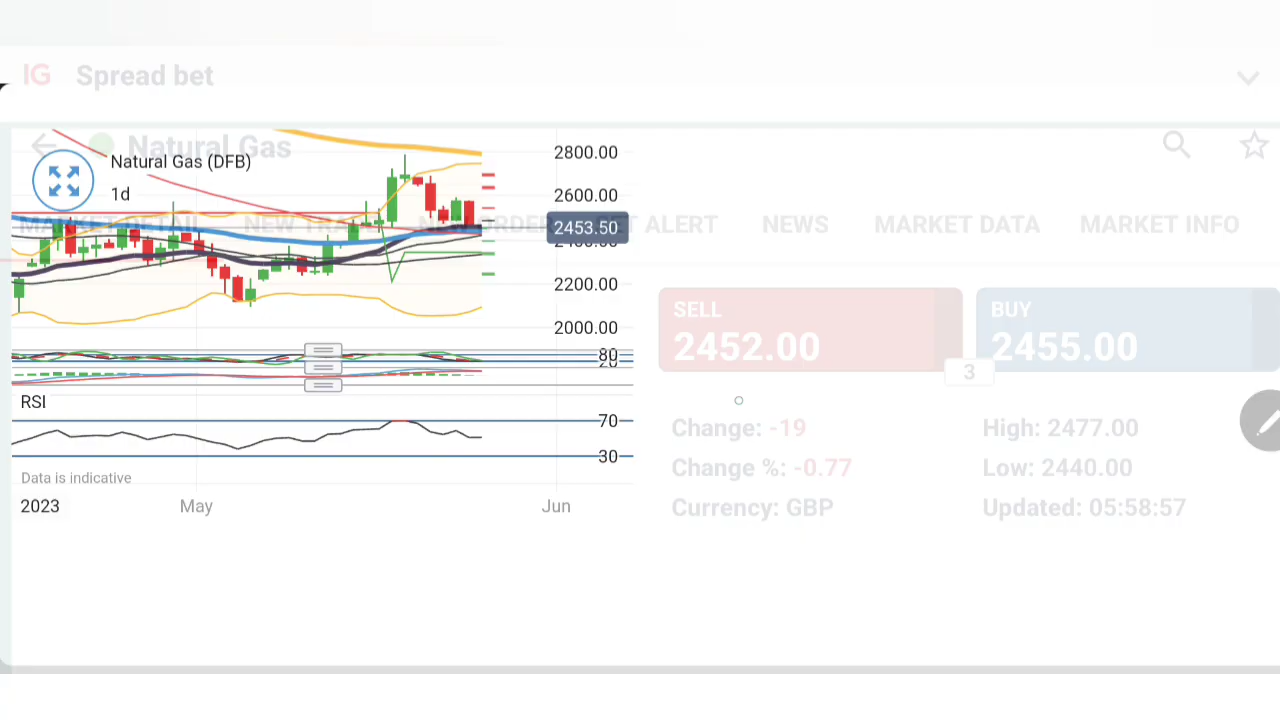 IG Spread bet
Natural Gas
Natural Gas (DFB)
1d
MARKET DETAIL NEW TRADE NEW ORDER SET ALERT NEWS MARKET DATA MARKET INFO
2800.00
2600.00
2453.50
2400.00
2200.00
2000.00
80
20
RSI
70
30
Data is indicative
2023 May Jun
SELL
2452.00
BUY
2455.00
3
Change: -19
High: 2477.00
Change %: -0.77
Low: 2440.00
Currency: GBP
Updated: 05:58:57